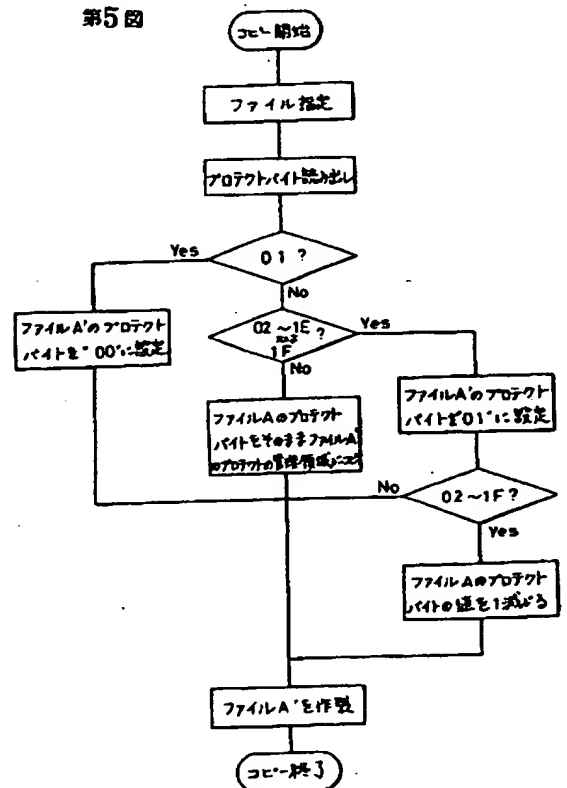 第5図
コピー開始
ファイル指定
プロテクトバイト読み出し
01?
Yes
No
ファイルA'のプロテクト
バイトを"00"に設定
02~1E
又は
1F
?
Yes
No
ファイルAのプロテクト
バイトをそのままファイルA'
のプロテクトの管理領域にコピー
ファイルA'のプロテクト
バイトを"01"に設定
No
02~1F?
Yes
ファイルAのプロテクト
バイトの値を1減じる
ファイルA'を作製
コピー終了